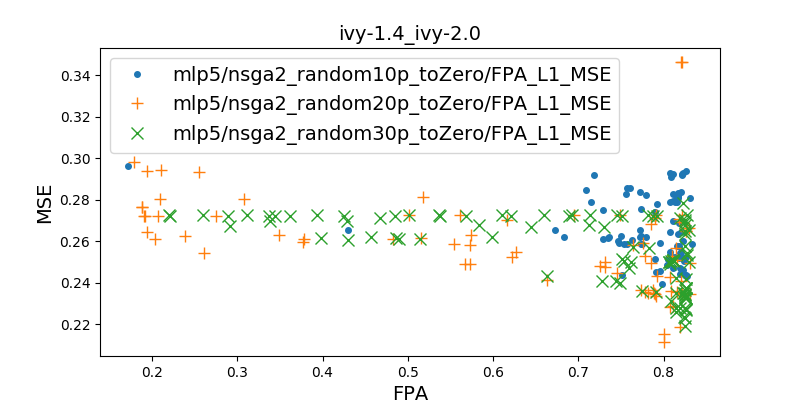 ivy-1.4_ivy-2.0
mlp5/nsga2_random10p_toZero/FPA_L1_MSE
mlp5/nsga2_random20p_toZero/FPA_L1_MSE
mlp5/nsga2_random30p_toZero/FPA_L1_MSE
MSE
0.34
0.32
0.30
0.28
0.26
0.24
0.22
0.2 0.3 0.4 0.5 0.6 0.7 0.8
FPA